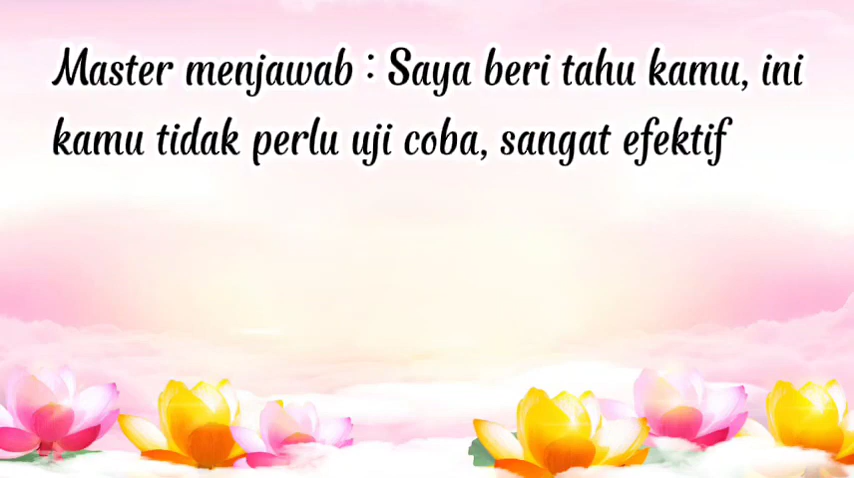 Master menjawab : Saya beri tahu kamu, ini
kamu tidak perlu uji coba, sangat efektif